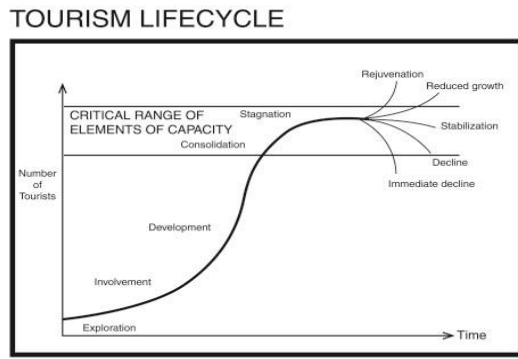 TOURISM LIFECYCLE
Rejuvenation
Reduced growth
CRITICAL RANGE OF
ELEMENTS OF CAPACITY
Stagnation
Stabilization
Consolidation
Decline
Number
of
Tourists
Immediate decline
Development
Involvement
Exploration
Time